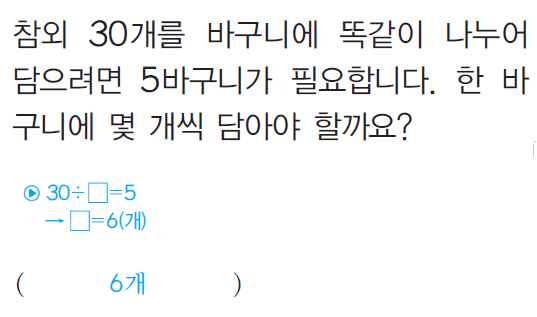 참외 30개를 바구니에 똑같이 나누어
담으려면 5바구니가 필요합니다. 한 바
구니에 몇 개씩 담아야 할까요?
30÷□=5
→ □=6(개)
( 6개 )